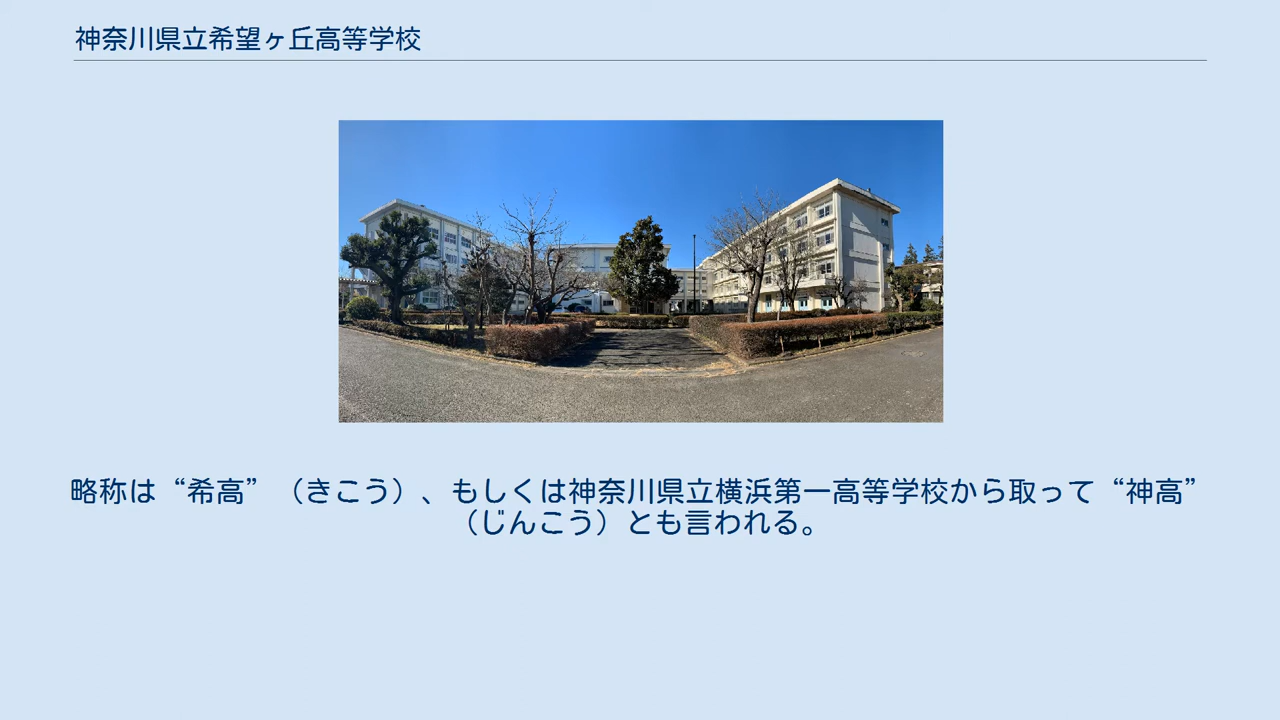 神奈川県立希望ヶ丘高等学校
略称は“希高”（きこう）、もしくは神奈川県立横浜第一高等学校から取って“神高”
（じんこう）とも言われる。